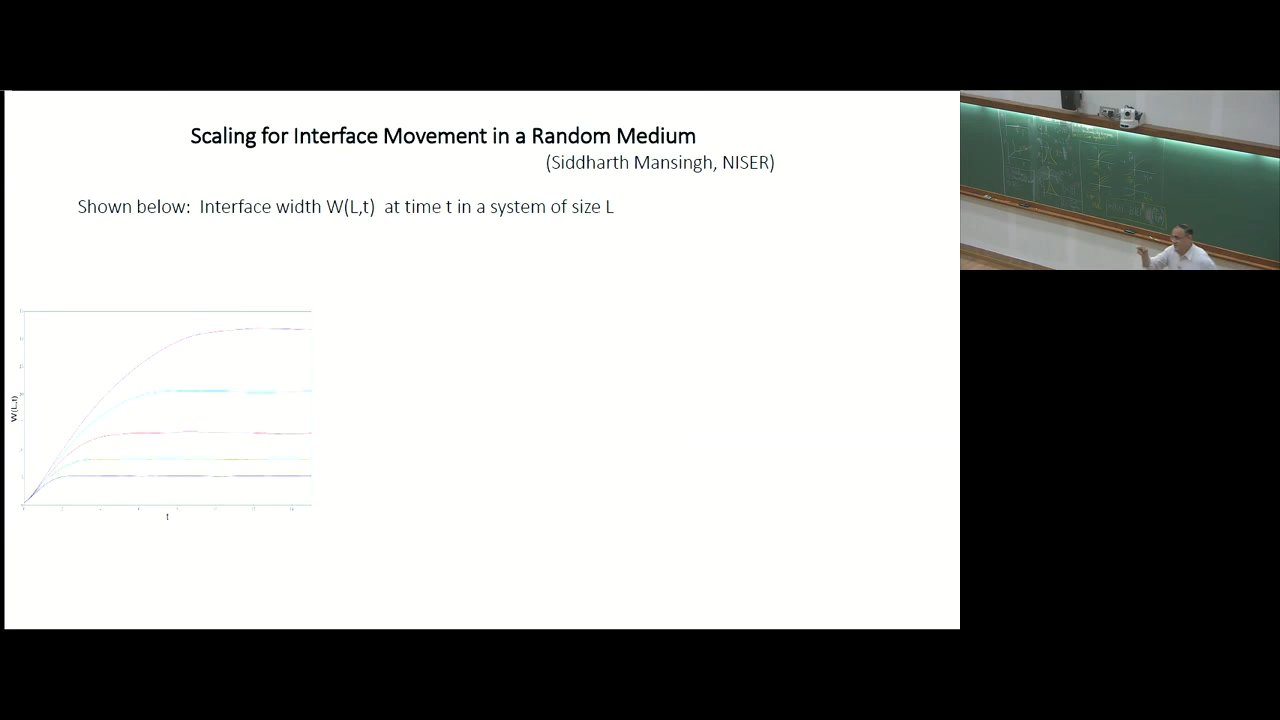 Scaling for Interface Movement in a Random Medium
(Siddharth Mansingh, NISER)
Shown below: Interface width W(L,t) at time t in a system of size L
W(L,t)
t